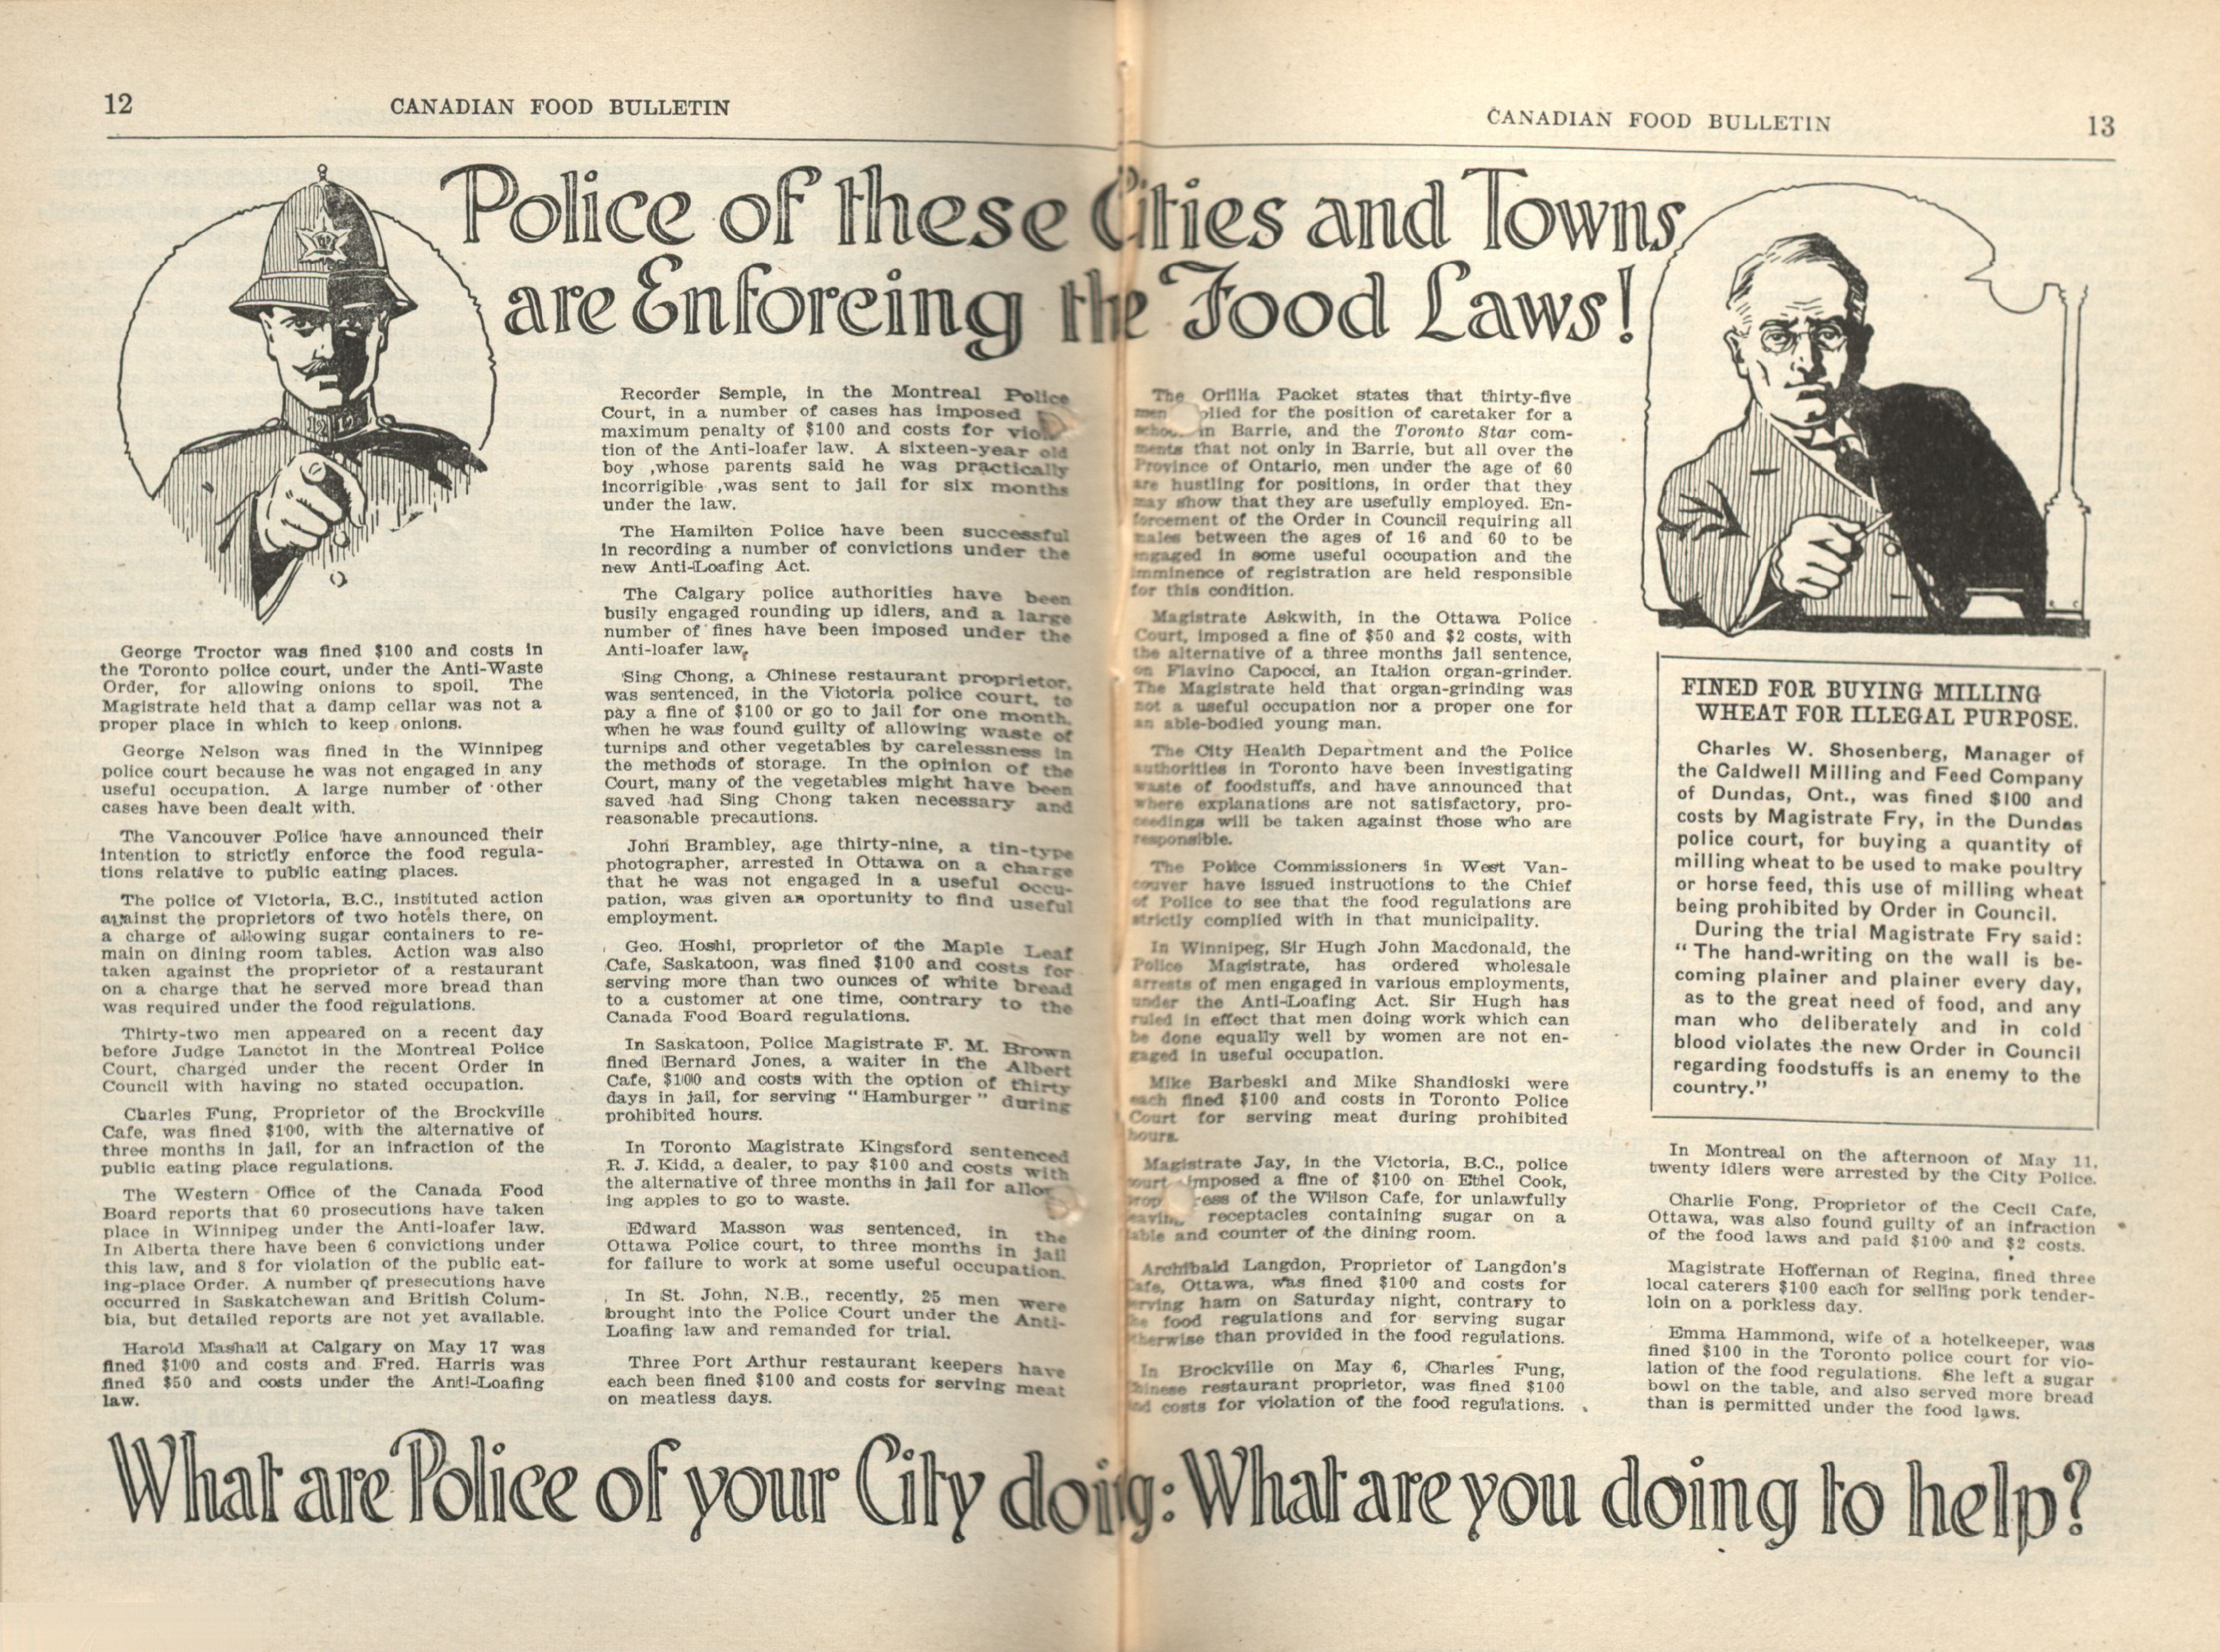 12
CANADIAN FOOD BULLETIN
CANADIAN FOOD BULLETIN
13
Police of these Cities and Towns
are Enforcing the Food Laws!
George Troctor was fined $100 and costs in
the Toronto police court, under the Anti-Waste
Order, for allowing onions to spoil. The
Magistrate held that a damp cellar was not a
proper place in which to keep onions.
George Nelson was fined in the Winnipeg
police court because he was not engaged in any
useful occupation. A large number of other
cases have been dealt with.
The Vancouver Police have announced their
intention to strictly enforce the food regula-
tions relative to public eating places.
The police of Victoria, B.C., instituted action
against the proprietors of two hotels there, on
a charge of allowing sugar containers to re-
main on dining room tables. Action was also
taken against the proprietor of a restaurant
on a charge that he served more bread than
was required under the food regulations.
Thirty-two men appeared on a recent day
before Judge Lanctot in the Montreal Police
Court, charged under the recent Order in
Council with having no stated occupation.
Charles Fung, Proprietor of the Brockville
Cafe, was fined $100, with the alternative of
three months in jail, for an infraction of the
public eating place regulations.
The Western Office of the Canada Food
Board reports that 60 prosecutions have taken
place in Winnipeg under the Anti-loafer law.
In Alberta there have been 6 convictions under
this law, and 8 for violation of the public eat-
ing-place Order. A number of presecutions have
occurred in Saskatchewan and British Colum-
bia, but detailed reports are not yet available.
Harold Mashall at Calgary on May 17 was
fined $100 and costs and Fred. Harris was
fined $50 and costs under the Anti-Loafing
law.
Recorder Semple, in the Montreal Police
Court, in a number of cases has imposed
maximum penalty of $100 and costs for viol
tion of the Anti-loafer law. A sixteen-year old
boy ,whose parents said he was practically
incorrigible ,was sent to jail for six months
under the law.
The Hamilton Police have been successful
in recording a number of convictions under the
new Anti-Loafing Act.
The Calgary police authorities have been
busily engaged rounding up idlers, and a large
number of fines have been imposed under the
Anti-loafer law.
Sing Chong, a Chinese restaurant proprietor,
was sentenced, in the Victoria police court, to
pay a fine of $100 or go to jail for one month,
when he was found guilty of allowing waste of
turnips and other vegetables by carelessness in
the methods of storage. In the opinion of the
Court, many of the vegetables might have been
saved had Sing Chong taken necessary and
reasonable precautions.
John Brambley, age thirty-nine, a tin-type
photographer, arrested in Ottawa on a charge
that he was not engaged in a useful occu-
pation, was given an oportunity to find useful
employment.
Geo. Hoshi, proprietor of the Maple Leaf
Cafe, Saskatoon, was fined $100 and costs for
serving more than two ounces of white bread
to a customer at one time, contrary to the
Canada Food Board regulations.
In Saskatoon, Police Magistrate F. M. Brown
fined Bernard Jones, a waiter in the Albert
Cafe, $100 and costs with the option of thirty
days in jail, for serving "Hamburger" during
prohibited hours.
In Toronto Magistrate Kingsford sentenced
R. J. Kidd, a dealer, to pay $100 and costs with
the alternative of three months in jail for allow
ing apples to go to waste.
Edward Masson was sentenced, in the
Ottawa Police court, to three months in jail
for failure to work at some useful occupation.
In St. John, N.B., recently, 25 men were
brought into the Police Court under the Anti-
Loafing law and remanded for trial.
Three Port Arthur restaurant keepers have
each been fined $100 and costs for serving meat
on meatless days.
The Orillia Packet states that thirty-five
men plied for the position of caretaker for a
in Barrie, and the Toronto Star com-
ments that not only in Barrie, but all over the
Province of Ontario, men under the age of 60
are hustling for positions, in order that they
may show that they are usefully employed. En-
forcement of the Order in Council requiring all
males between the ages of 16 and 60 to be
engaged in some useful occupation and the
imminence of registration are held responsible
for this condition.
Magistrate Askwith, in the Ottawa Police
Court, imposed a fine of $50 and $2 costs, with
the alternative of a three months jail sentence,
on Flavino Capocci, an Italion organ-grinder.
The Magistrate held that organ-grinding was
not a useful occupation nor a proper one for
an able-bodied young man.
The City Health Department and the Police
authorities in Toronto have been investigating
waste of foodstuffs, and have announced that
where explanations are not satisfactory, pro-
ceedings will be taken against those who are
responsible.
The Police Commissioners in West Van-
couver have issued instructions to the Chief
of Police to see that the food regulations are
strictly complied with in that municipality.
In Winnipeg, Sir Hugh John Macdonald, the
Police Magistrate, has ordered wholesale
arrests of men engaged in various employments,
under the Anti-Loafing Act. Sir Hugh has
ruled in effect that men doing work which can
be done equally well by women are not en-
gaged in useful occupation.
Mike Barbeski and Mike Shandloski were
each fined $100 and costs in Toronto Police
Court for serving meat during prohibited
hours.
Magistrate Jay, in the Victoria, B.C., police
court imposed a fine of $100 on Ethel Cook,
prop ress of the Wilson Cafe, for unlawfully
leaving receptacles containing sugar on a
table and counter of the dining room.
Archibald Langdon, Proprietor of Langdon's
Cafe, Ottawa, was fined $100 and costs for
serving ham on Saturday night, contrary to
the food regulations and for serving sugar
otherwise than provided in the food regulations.
In Brockville on May 6, Charles Fung,
Chinese restaurant proprietor, was fined $100
and costs for violation of the food regulations.
FINED FOR BUYING MILLING
WHEAT FOR ILLEGAL PURPOSE.
Charles W. Shosenberg, Manager of
the Caldwell Milling and Feed Company
of Dundas, Ont., was fined $100 and
costs by Magistrate Fry, in the Dundas
police court, for buying a quantity of
milling wheat to be used to make poultry
or horse feed, this use of milling wheat
being prohibited by Order in Council.
During the trial Magistrate Fry said:
"The hand-writing on the wall is be-
coming plainer and plainer every day,
as to the great need of food, and any
man who deliberately and in cold
blood violates the new Order in Council
regarding foodstuffs is an enemy to the
country."
In Montreal on the afternoon of May 11,
twenty idlers were arrested by the City Police.
Charlie Fong, Proprietor of the Cecil Cafe,
Ottawa, was also found guilty of an infraction
of the food laws and paid $100 and $2 costs.
Magistrate Hoffernan of Regina, fined three
local caterers $100 each for selling pork tender-
loin on a porkless day.
Emma Hammond, wife of a hotelkeeper, was
fined $100 in the Toronto police court for vio-
lation of the food regulations. She left a sugar
bowl on the table, and also served more bread
than is permitted under the food laws.
What are Police of your City doing: What are you doing to help?